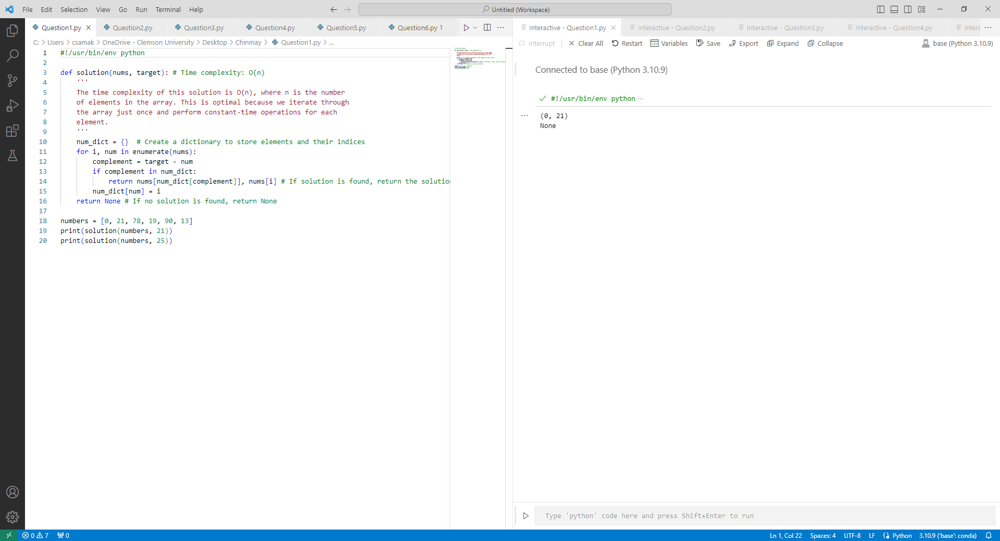 File Edit Selection View Go Run Terminal Help
Untitled (Workspace)
Question1.py
Question2.py
Question3.py
Question4.py
Question5.py
Question6.py 1
Interactive - Question1.py
Interactive - Question2.py
Interactive - Question3.py
Interactive - Question4.py
Intera
C: > Users > csamak > OneDrive - Clemson University > Desktop > Chinmay > Question1.py > ...
Interrupt
Clear All
Restart
Variables
Save
Export
Expand
Collapse
base (Python 3.10.9)
1 #!/usr/bin/env python
2
3 def solution(nums, target): # Time complexity: O(n)
4     '''
5     The time complexity of this solution is O(n), where n is the number
6     of elements in the array. This is optimal because we iterate through
7     the array just once and perform constant-time operations for each
8     element.
9     '''
10     num_dict = {}  # Create a dictionary to store elements and their indices
11     for i, num in enumerate(nums):
12         complement = target - num
13         if complement in num_dict:
14             return nums[num_dict[complement]], nums[i] # If solution is found, return the solutio
15         num_dict[num] = i
16     return None # If no solution is found, return None
17
18 numbers = [0, 21, 78, 19, 90, 13]
19 print(solution(numbers, 21))
20 print(solution(numbers, 25))
Connected to base (Python 3.10.9)
#!/usr/bin/env python ...
(0, 21)
None
Type 'python' code here and press Shift+Enter to run
0 7 0
Ln 1, Col 22
Spaces: 4
UTF-8
LF
Python
3.10.9 ('base': conda)